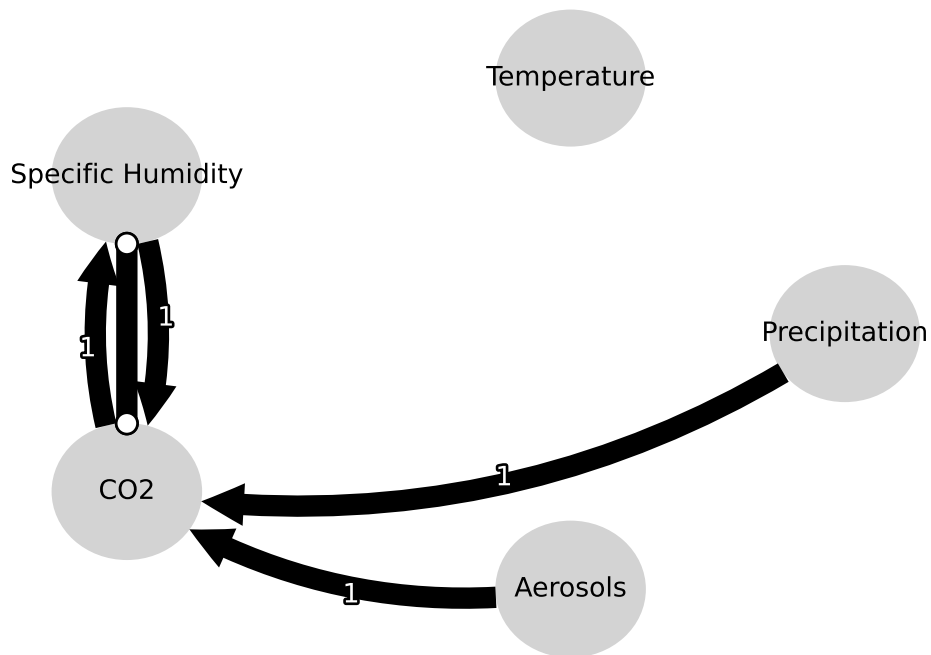 Temperature
Specific Humidity
1
Precipitation
1
1
CO2
Aerosols
1